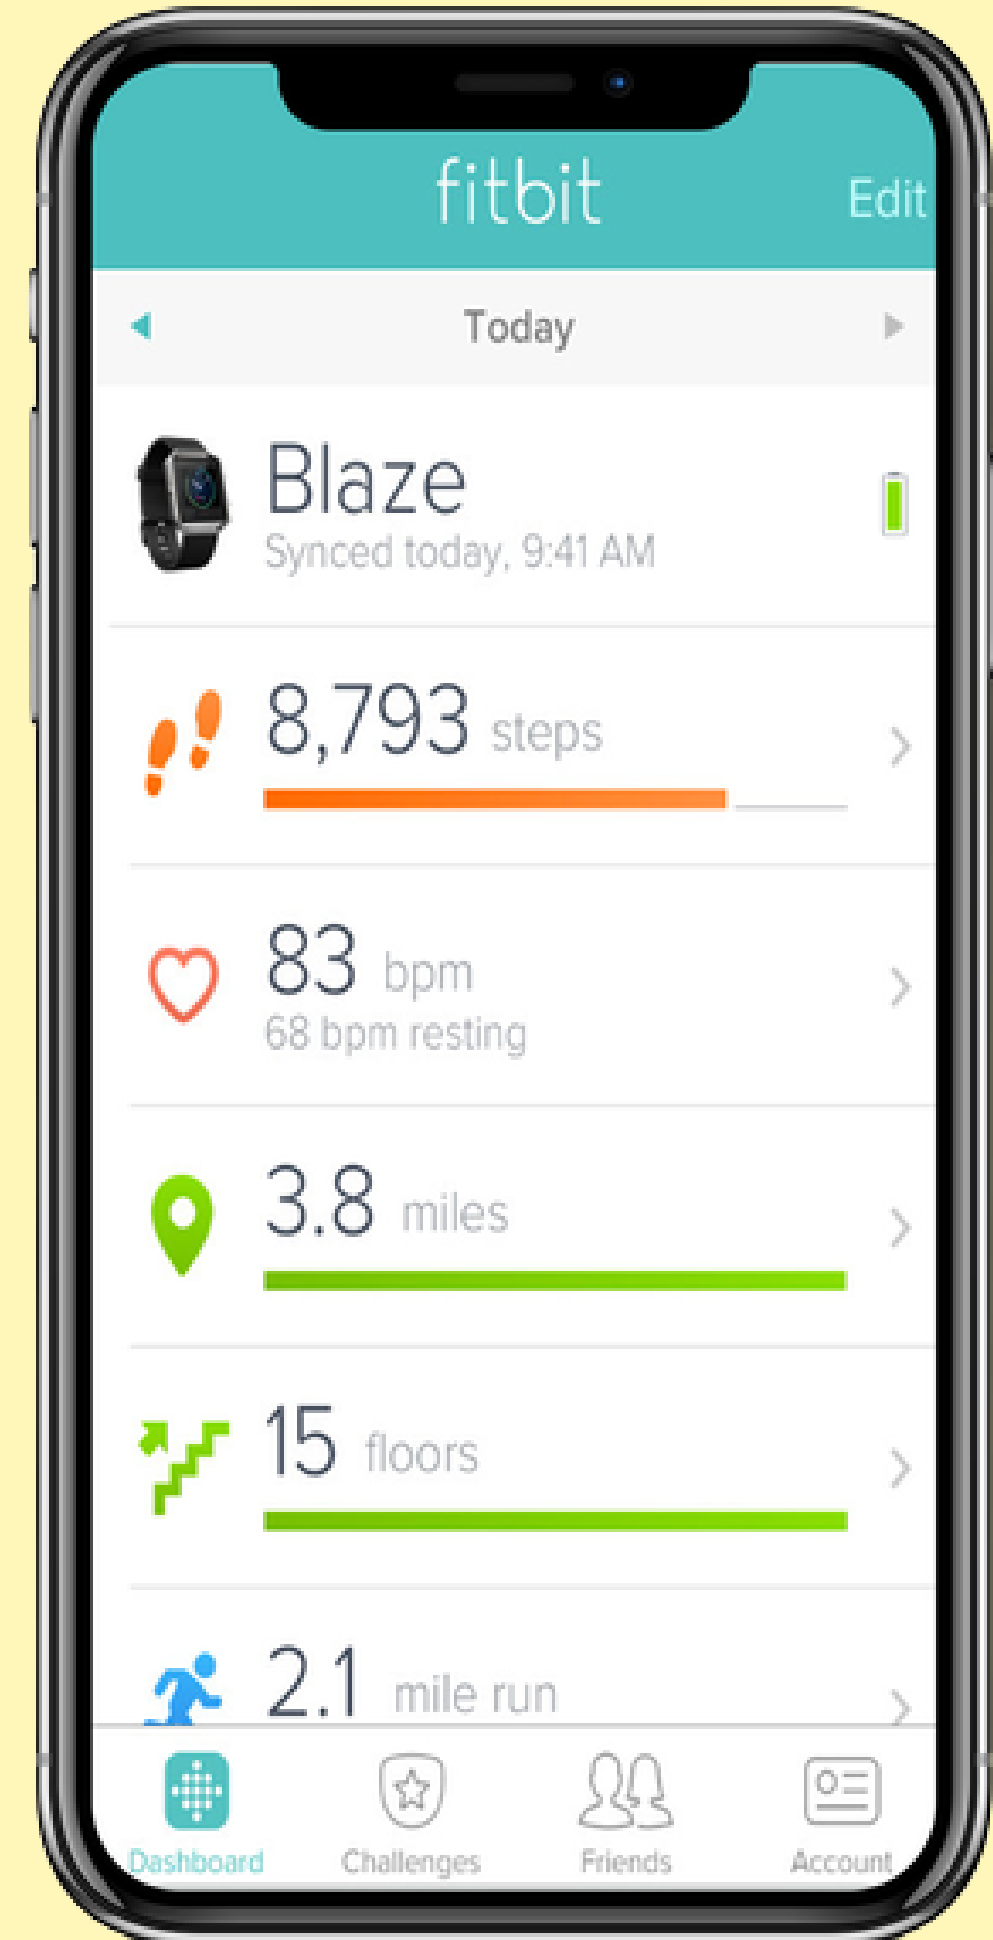 fitbit
Edit
Today
Blaze
Synced today, 9:41 AM
8,793 steps
83 bpm
68 bpm resting
3.8 miles
15 floors
2.1 mile run
Dashboard Challenges Friends Account